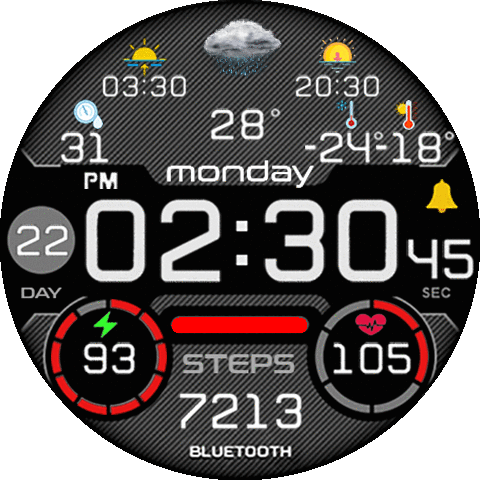 03:30 20:30
28°
31 -24° -18°
monday
PM
02:30 45
22
DAY SEC
93 STEPS 105
7213
BLUETOOTH